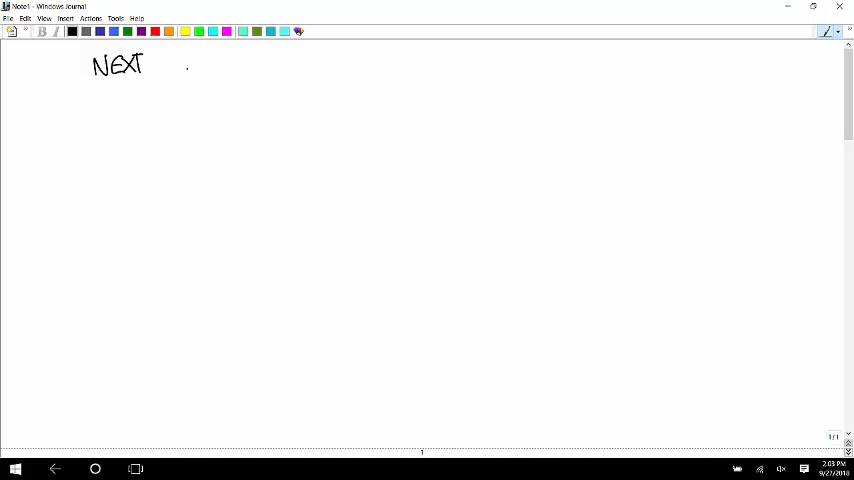 Note1 - Windows Journal
File Edit View Insert Actions Tools Help
B I
NEXT
1/1
1
2:03 PM
9/27/2018